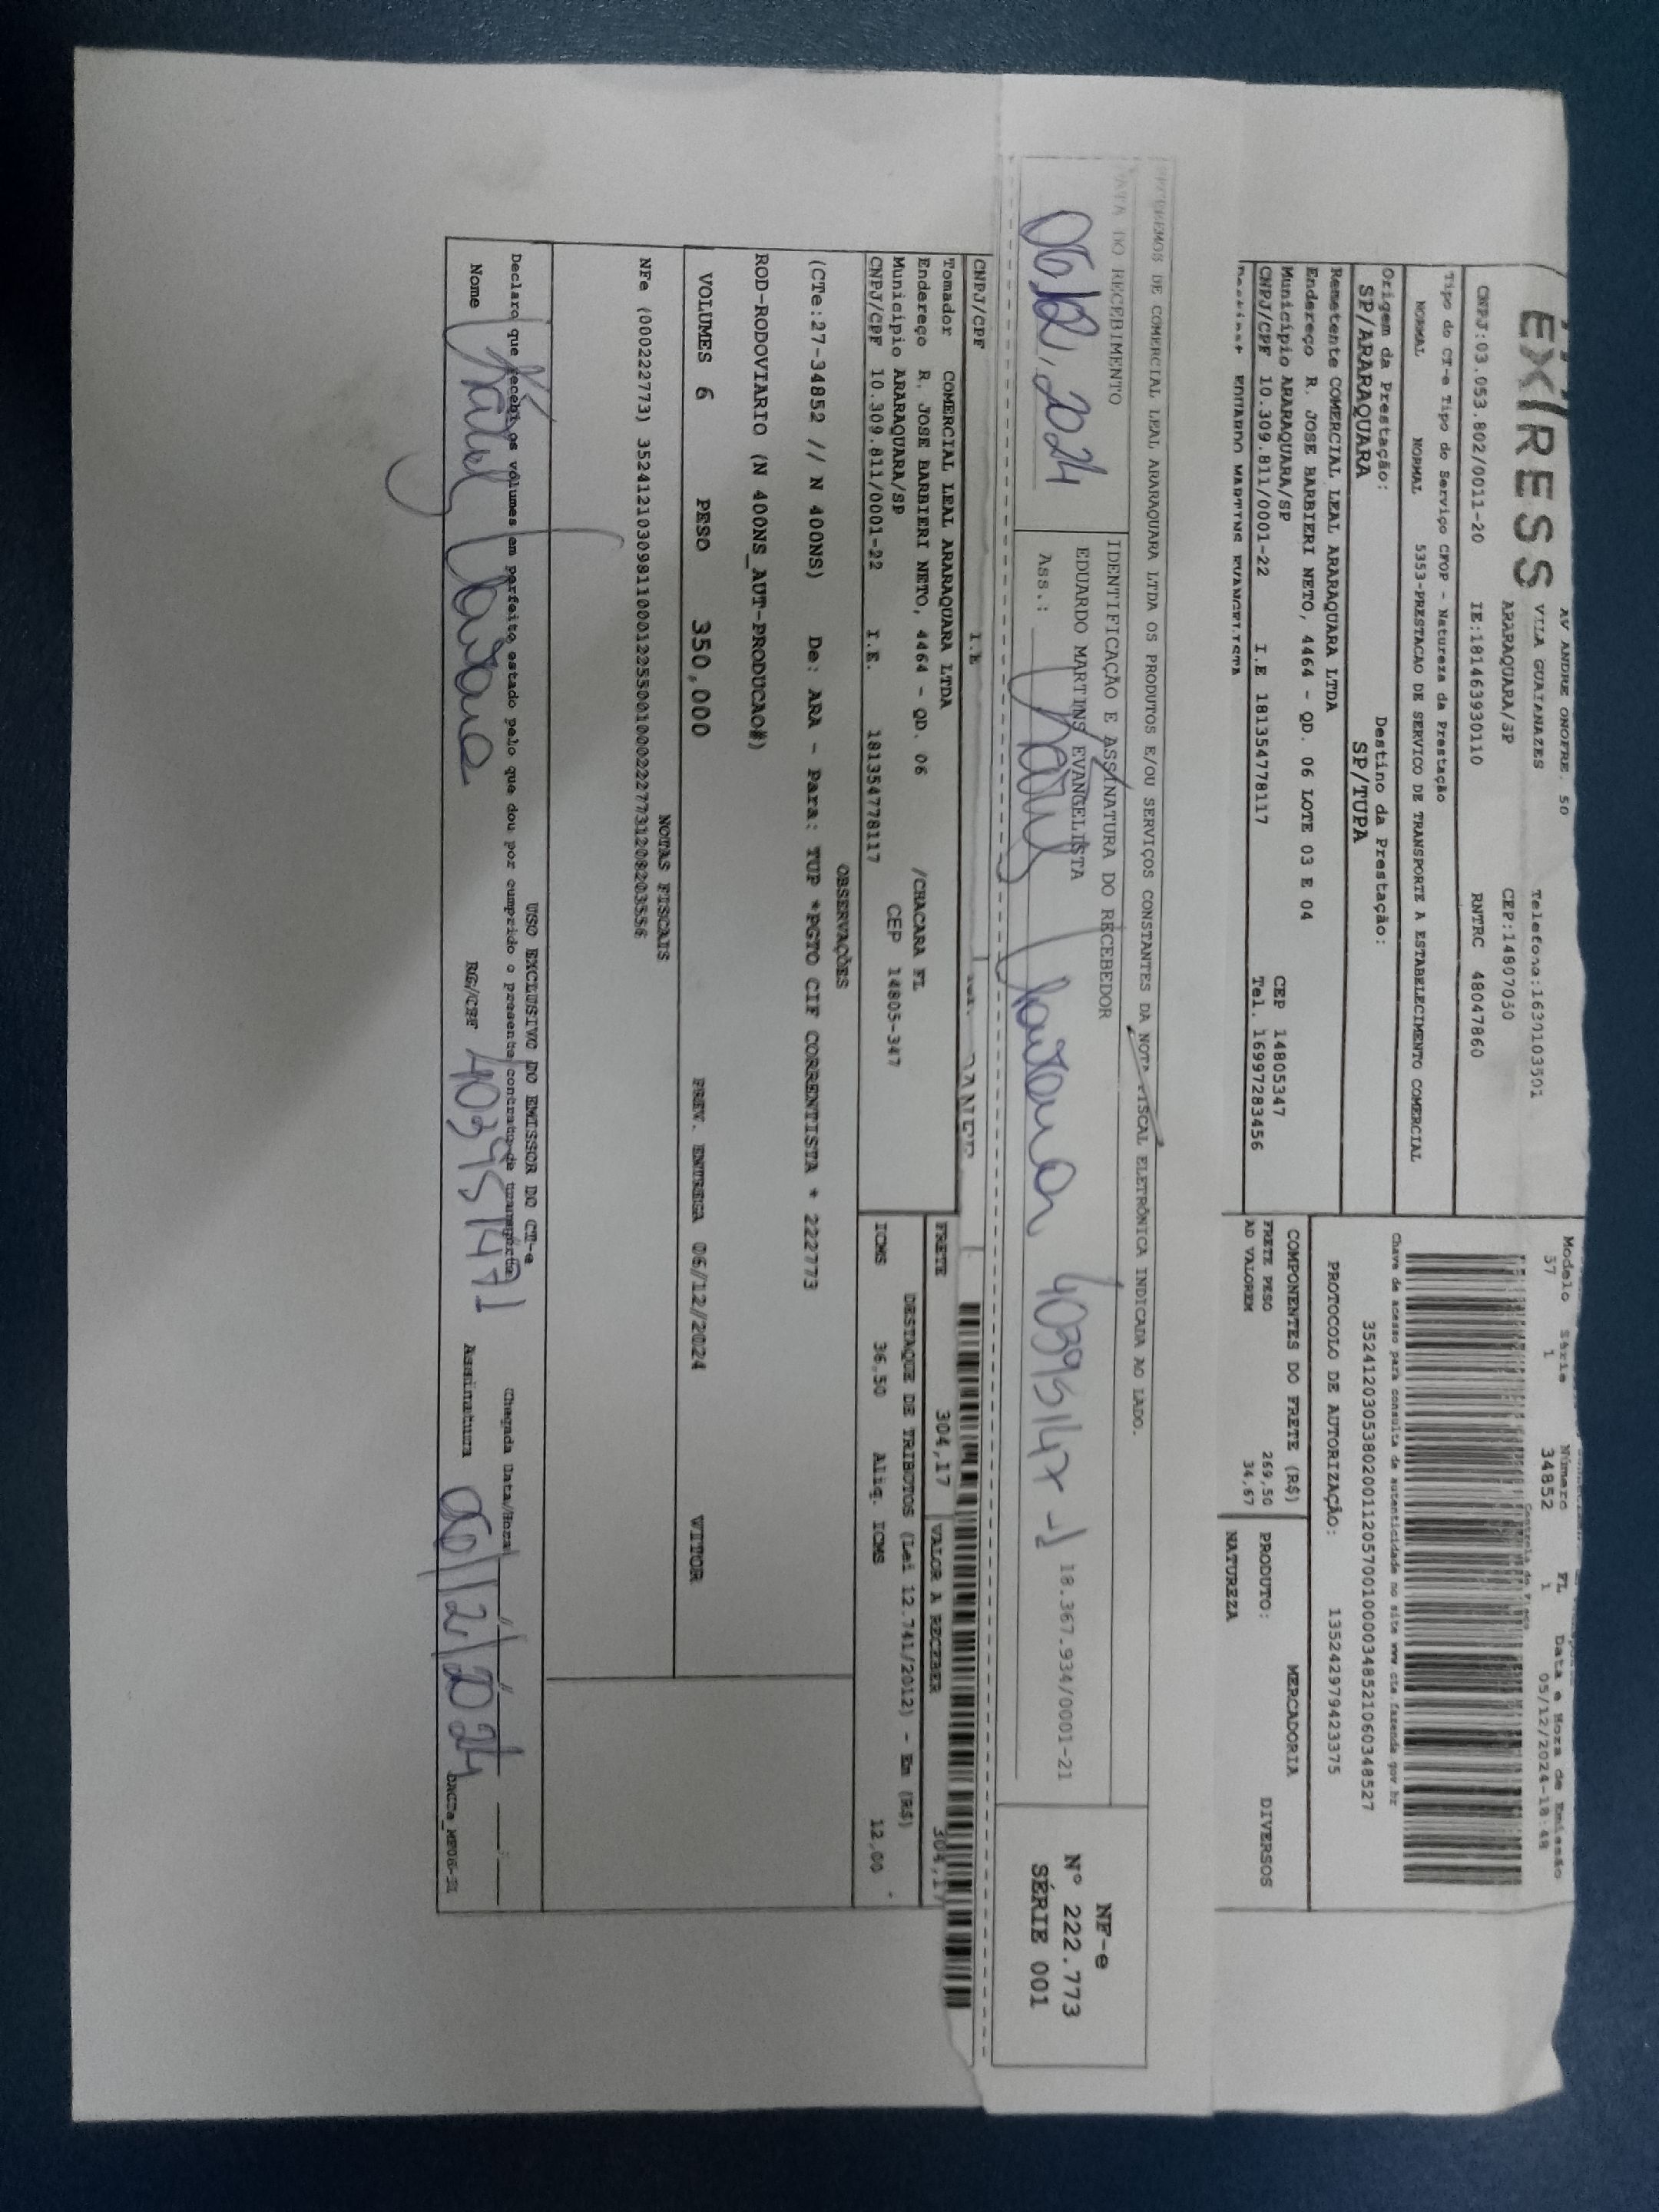 EXPRESS
AV ANDRE ONOFRE, 50
VILA GUAIANAZES Telefone:1630103501
ARARAQUARA/SP CEP:14807060
CNPJ:03.053.802/0011-20 IE:181463930110 RNTRC 48047860
Modelo Série Número FL Data e Hora de Emissão
57 1 34852 1 05/12/2024-18:48
Tipo do CT-e Tipo do Serviço CFOP - Natureza da Prestação
NORMAL NORMAL 5353-PRESTACAO DE SERVICO DE TRANSPORTE A ESTABELECIMENTO COMERCIAL
Chave de acesso para consulta de autenticidade no site www.cte.fazenda.gov.br
35241203053802001120570010000348521060348527
Origem da Prestação: Destino da Prestação:
SP/ARARAQUARA SP/TUPA
PROTOCOLO DE AUTORIZAÇÃO: 135242979423375
Remetente COMERCIAL LEAL ARARAQUARA LTDA
Endereço R. JOSE BARBIERI NETO, 4464 - QD. 06 LOTE 03 E 04
Municipio ARARAQUARA/SP CEP 14805347
CNPJ/CPF 10.309.811/0001-22 I.E 181354778117 Tel. 16997283456
COMPONENTES DO FRETE (R$)
FRETE PESO 269,50
AD VALOREM 34,67
PRODUTO: MERCADORIA DIVERSOS
NATUREZA
EDUARDO MARTINS EVANGELISTA
RECEBEMOS DE COMERCIAL LEAL ARARAQUARA LTDA OS PRODUTOS E/OU SERVIÇOS CONSTANTES DA NOTA FISCAL ELETRÔNICA INDICADA AO LADO.
DATA DO RECEBIMENTO
06.12.2024
IDENTIFICAÇÃO E ASSINATURA DO RECEBEDOR
EDUARDO MARTINS EVANGELISTA 18.367.934/0001-21
Ass.:
NF-e
Nº 222.773
SÉRIE 001
CNPJ/CPF I.E
Tomador COMERCIAL LEAL ARARAQUARA LTDA
Endereço R. JOSE BARBIERI NETO, 4464 - QD. 06 /CHACARA FL
Municipio ARARAQUARA/SP CEP 14805-347
CNPJ/CPF 10.309.811/0001-22 I.E. 181354778117
FRETE 304,17 VALOR A RECEBER 304,17
DESTAQUE DE TRIBUTOS (Lei 12.741/2012) - Em (R$)
ICMS 36,50 Aliq. ICMS 12,00
OBSERVAÇÕES
(CTe:27-34852 // N 400NS) De: ARA - Para: TUP *PGTO CIF CORRENTISTA * 222773
ROD-RODOVIARIO (N 400NS_AUT-PRODUCAO#)
VOLUMES 6 PESO 350,000 PREV. ENTREGA 06/12/2024 VITOR
NOTAS FISCAIS
NFe (000222773) 35241210309811000122550010002227731208203556
USO EXCLUSIVO DO EMISSOR DO CT-e
Declaro que recebi os volumes em perfeito estado pelo que dou por cumprido o presente contrato de transporte Chegada Data/Hora
Nome RG/CPF 403951471 Assinatura 06/12/2024